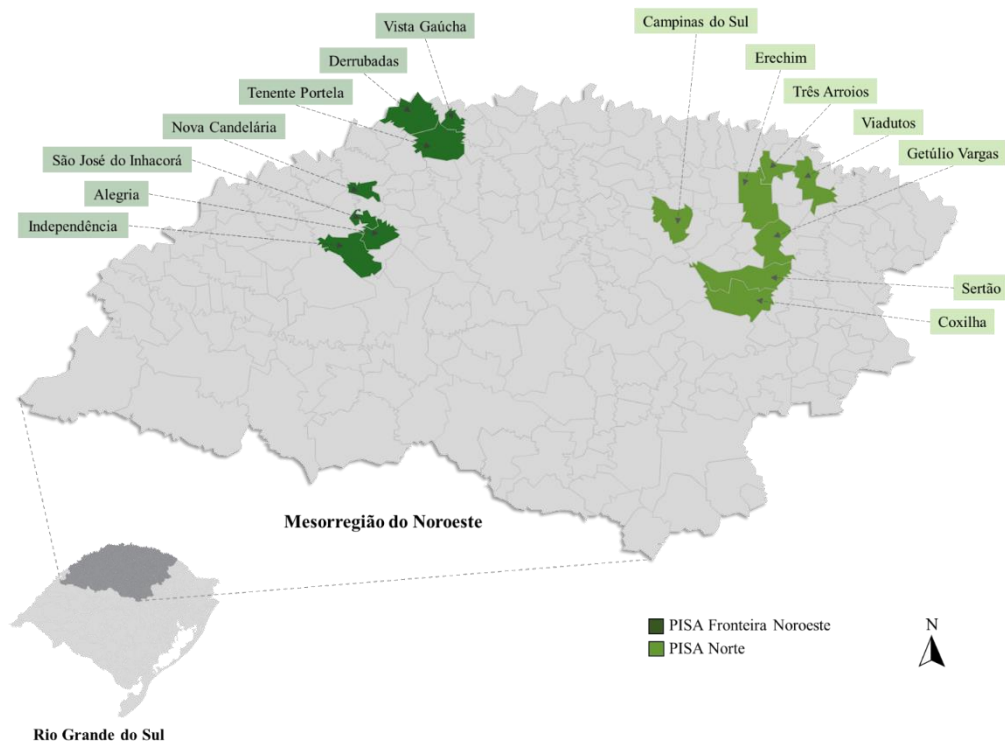 Vista Gaúcha
Derrubadas
Tenente Portela
Nova Candelária
São José do Inhacorá
Alegria
Independência
Campinas do Sul
Erechim
Três Arroios
Viadutos
Getúlio Vargas
Sertão
Coxilha
Mesorregião do Noroeste
PISA Fronteira Noroeste
PISA Norte
N
Rio Grande do Sul